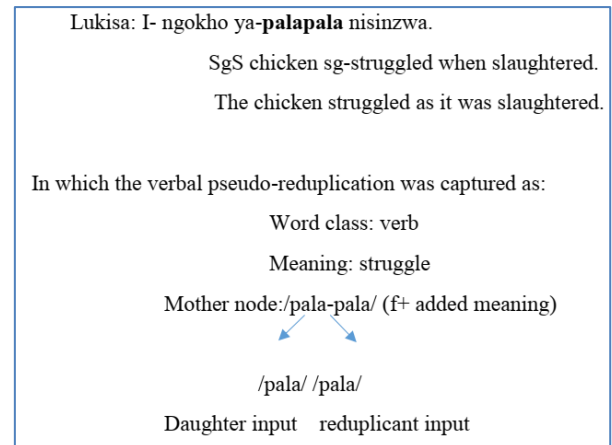 Lukisa: I- ngokho ya-palapala nisinzwa.
SgS chicken sg-struggled when slaughtered.
The chicken struggled as it was slaughtered.
In which the verbal pseudo-reduplication was captured as:
Word class: verb
Meaning: struggle
Mother node:/pala-pala/ (f+ added meaning)
/pala/ /pala/
Daughter input reduplicant input